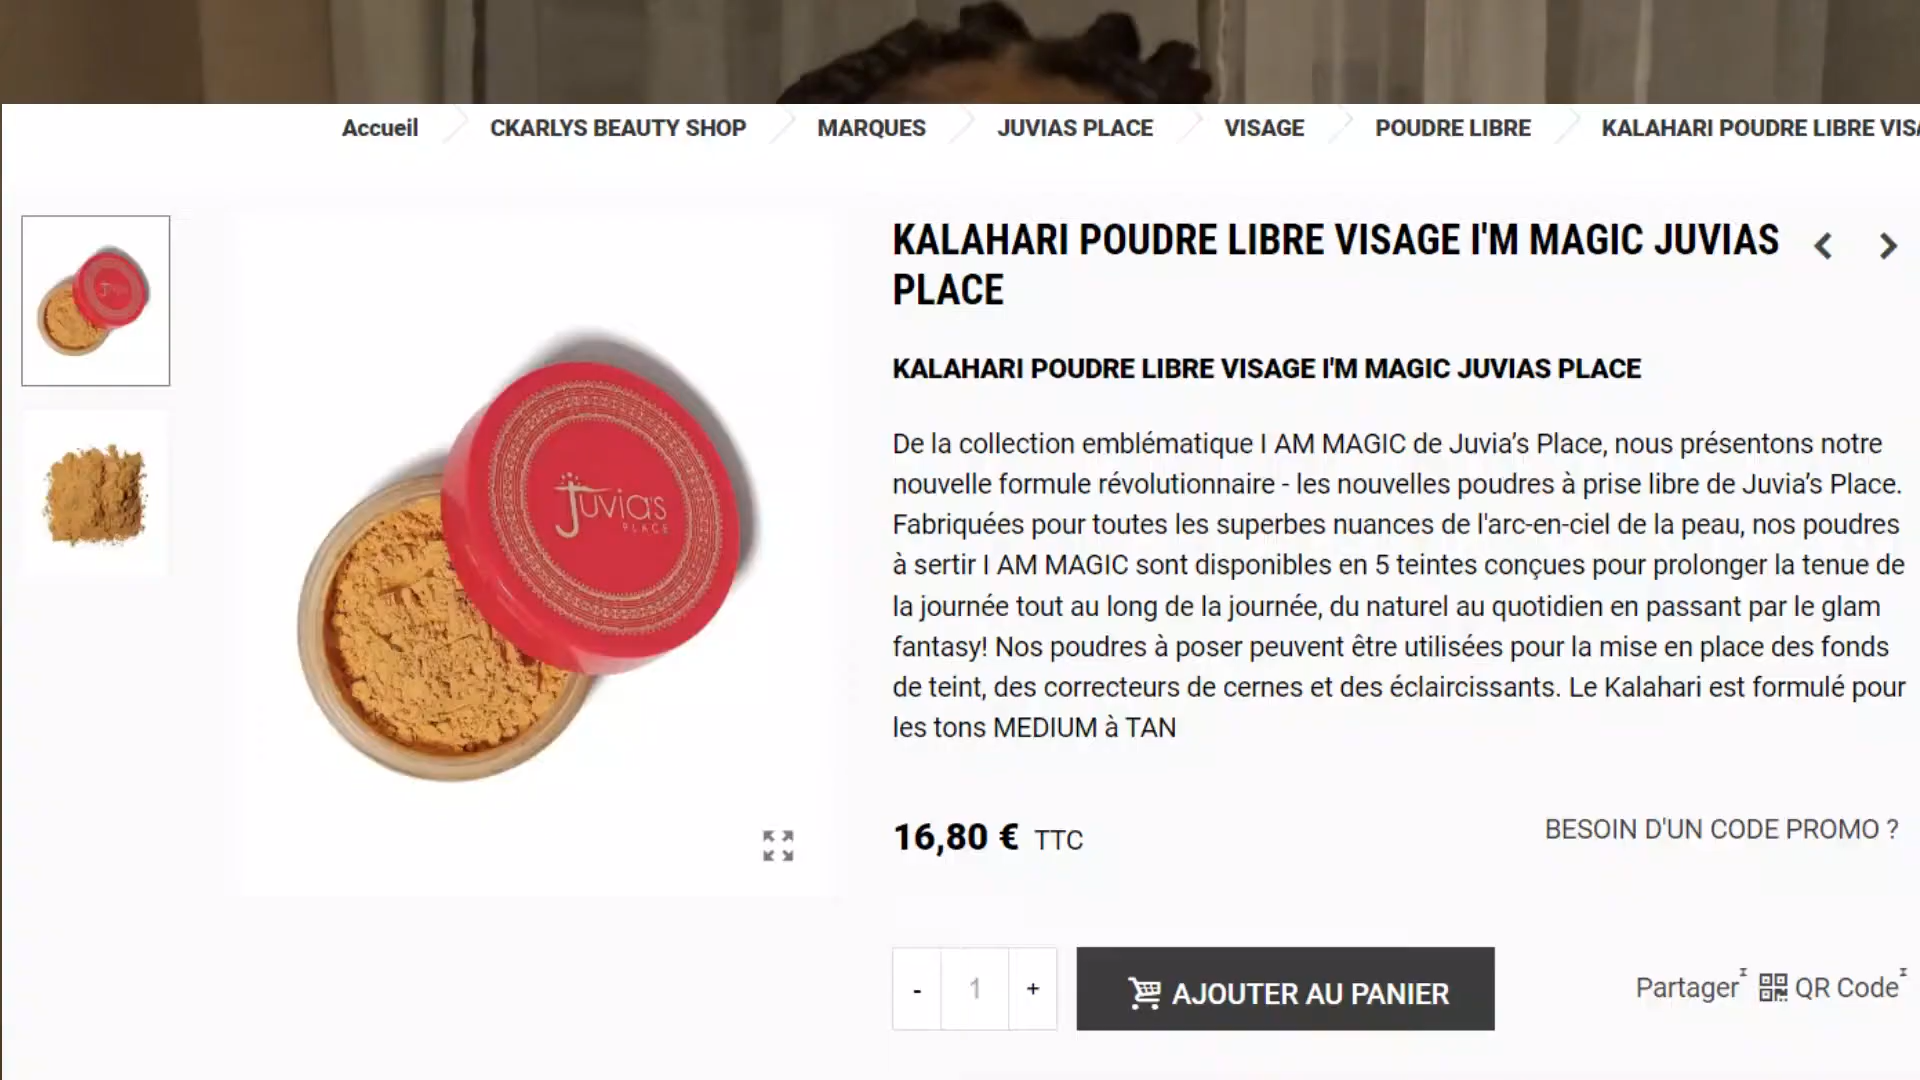 Accueil
CKARLYS BEAUTY SHOP
MARQUES
JUVIAS PLACE
VISAGE
POUDRE LIBRE
KALAHARI POUDRE LIBRE
KALAHARI POUDRE LIBRE VISAGE I'M MAGIC JUVIAS
PLACE
KALAHARI POUDRE LIBRE VISAGE I'M MAGIC JUVIAS PLACE
De la collection emblématique I AM MAGIC de Juvia’s Place, nous présentons notre
nouvelle formule révolutionnaire - les nouvelles poudres à prise libre de Juvia’s Place.
Fabriquées pour toutes les superbes nuances de l'arc-en-ciel de la peau, nos poudres
à sertir I AM MAGIC sont disponibles en 5 teintes conçues pour prolonger la tenue de
la journée tout au long de la journée, du naturel au quotidien en passant par le glam
fantasy! Nos poudres à poser peuvent être utilisées pour la mise en place des fonds
de teint, des correcteurs de cernes et des éclaircissants. Le Kalahari est formulé pour
les tons MEDIUM à TAN
JUVIA'S
PLACE
16,80 € TTC
BESOIN D'UN CODE PROMO ?
- 1 +
AJOUTER AU PANIER
Partager
QR Code